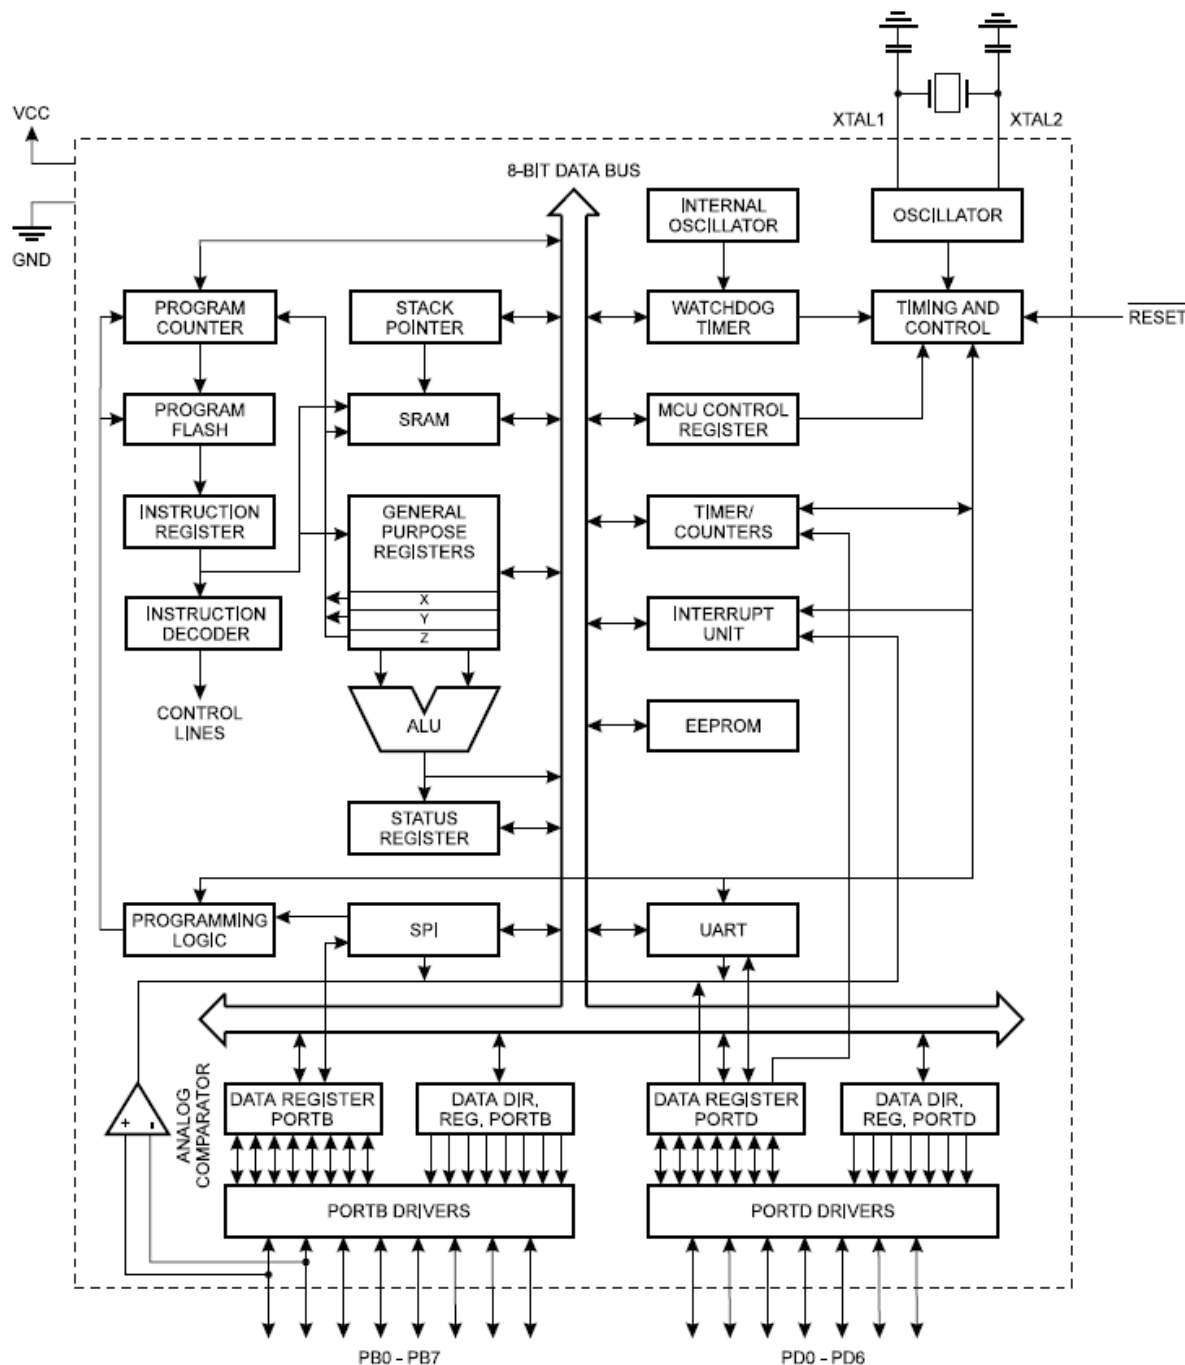 XTAL1
XTAL2
VCC
GND
8-BIT DATA BUS
INTERNAL
OSCILLATOR
OSCILLATOR
PROGRAM
COUNTER
STACK
POINTER
WATCHDOG
TIMER
TIMING AND
CONTROL
RESET
PROGRAM
FLASH
SRAM
MCU CONTROL
REGISTER
INSTRUCTION
REGISTER
GENERAL
PURPOSE
REGISTERS
X
Y
Z
TIMER/
COUNTERS
INSTRUCTION
DECODER
INTERRUPT
UNIT
CONTROL
LINES
ALU
EEPROM
STATUS
REGISTER
PROGRAMMING
LOGIC
SPI
UART
ANALOG
COMPARATOR
+
-
DATA REGISTER
PORTB
DATA DIR.
REG. PORTB
DATA REGISTER
PORTD
DATA DIR.
REG. PORTD
PORTB DRIVERS
PORTD DRIVERS
PB0 - PB7
PD0 - PD6